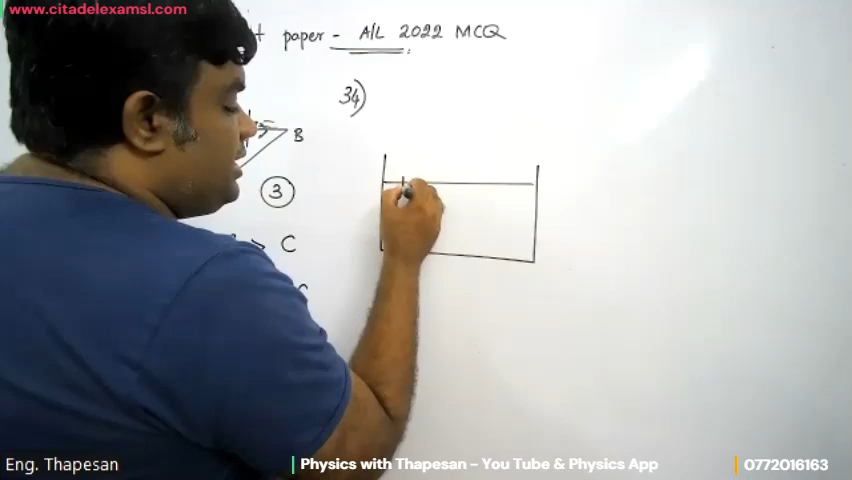 www.citadelexamsl.com
paper - A/L 2022 MCQ
34)
B
3
C
Eng. Thapesan
Physics with Thapesan - You Tube & Physics App
0772016163